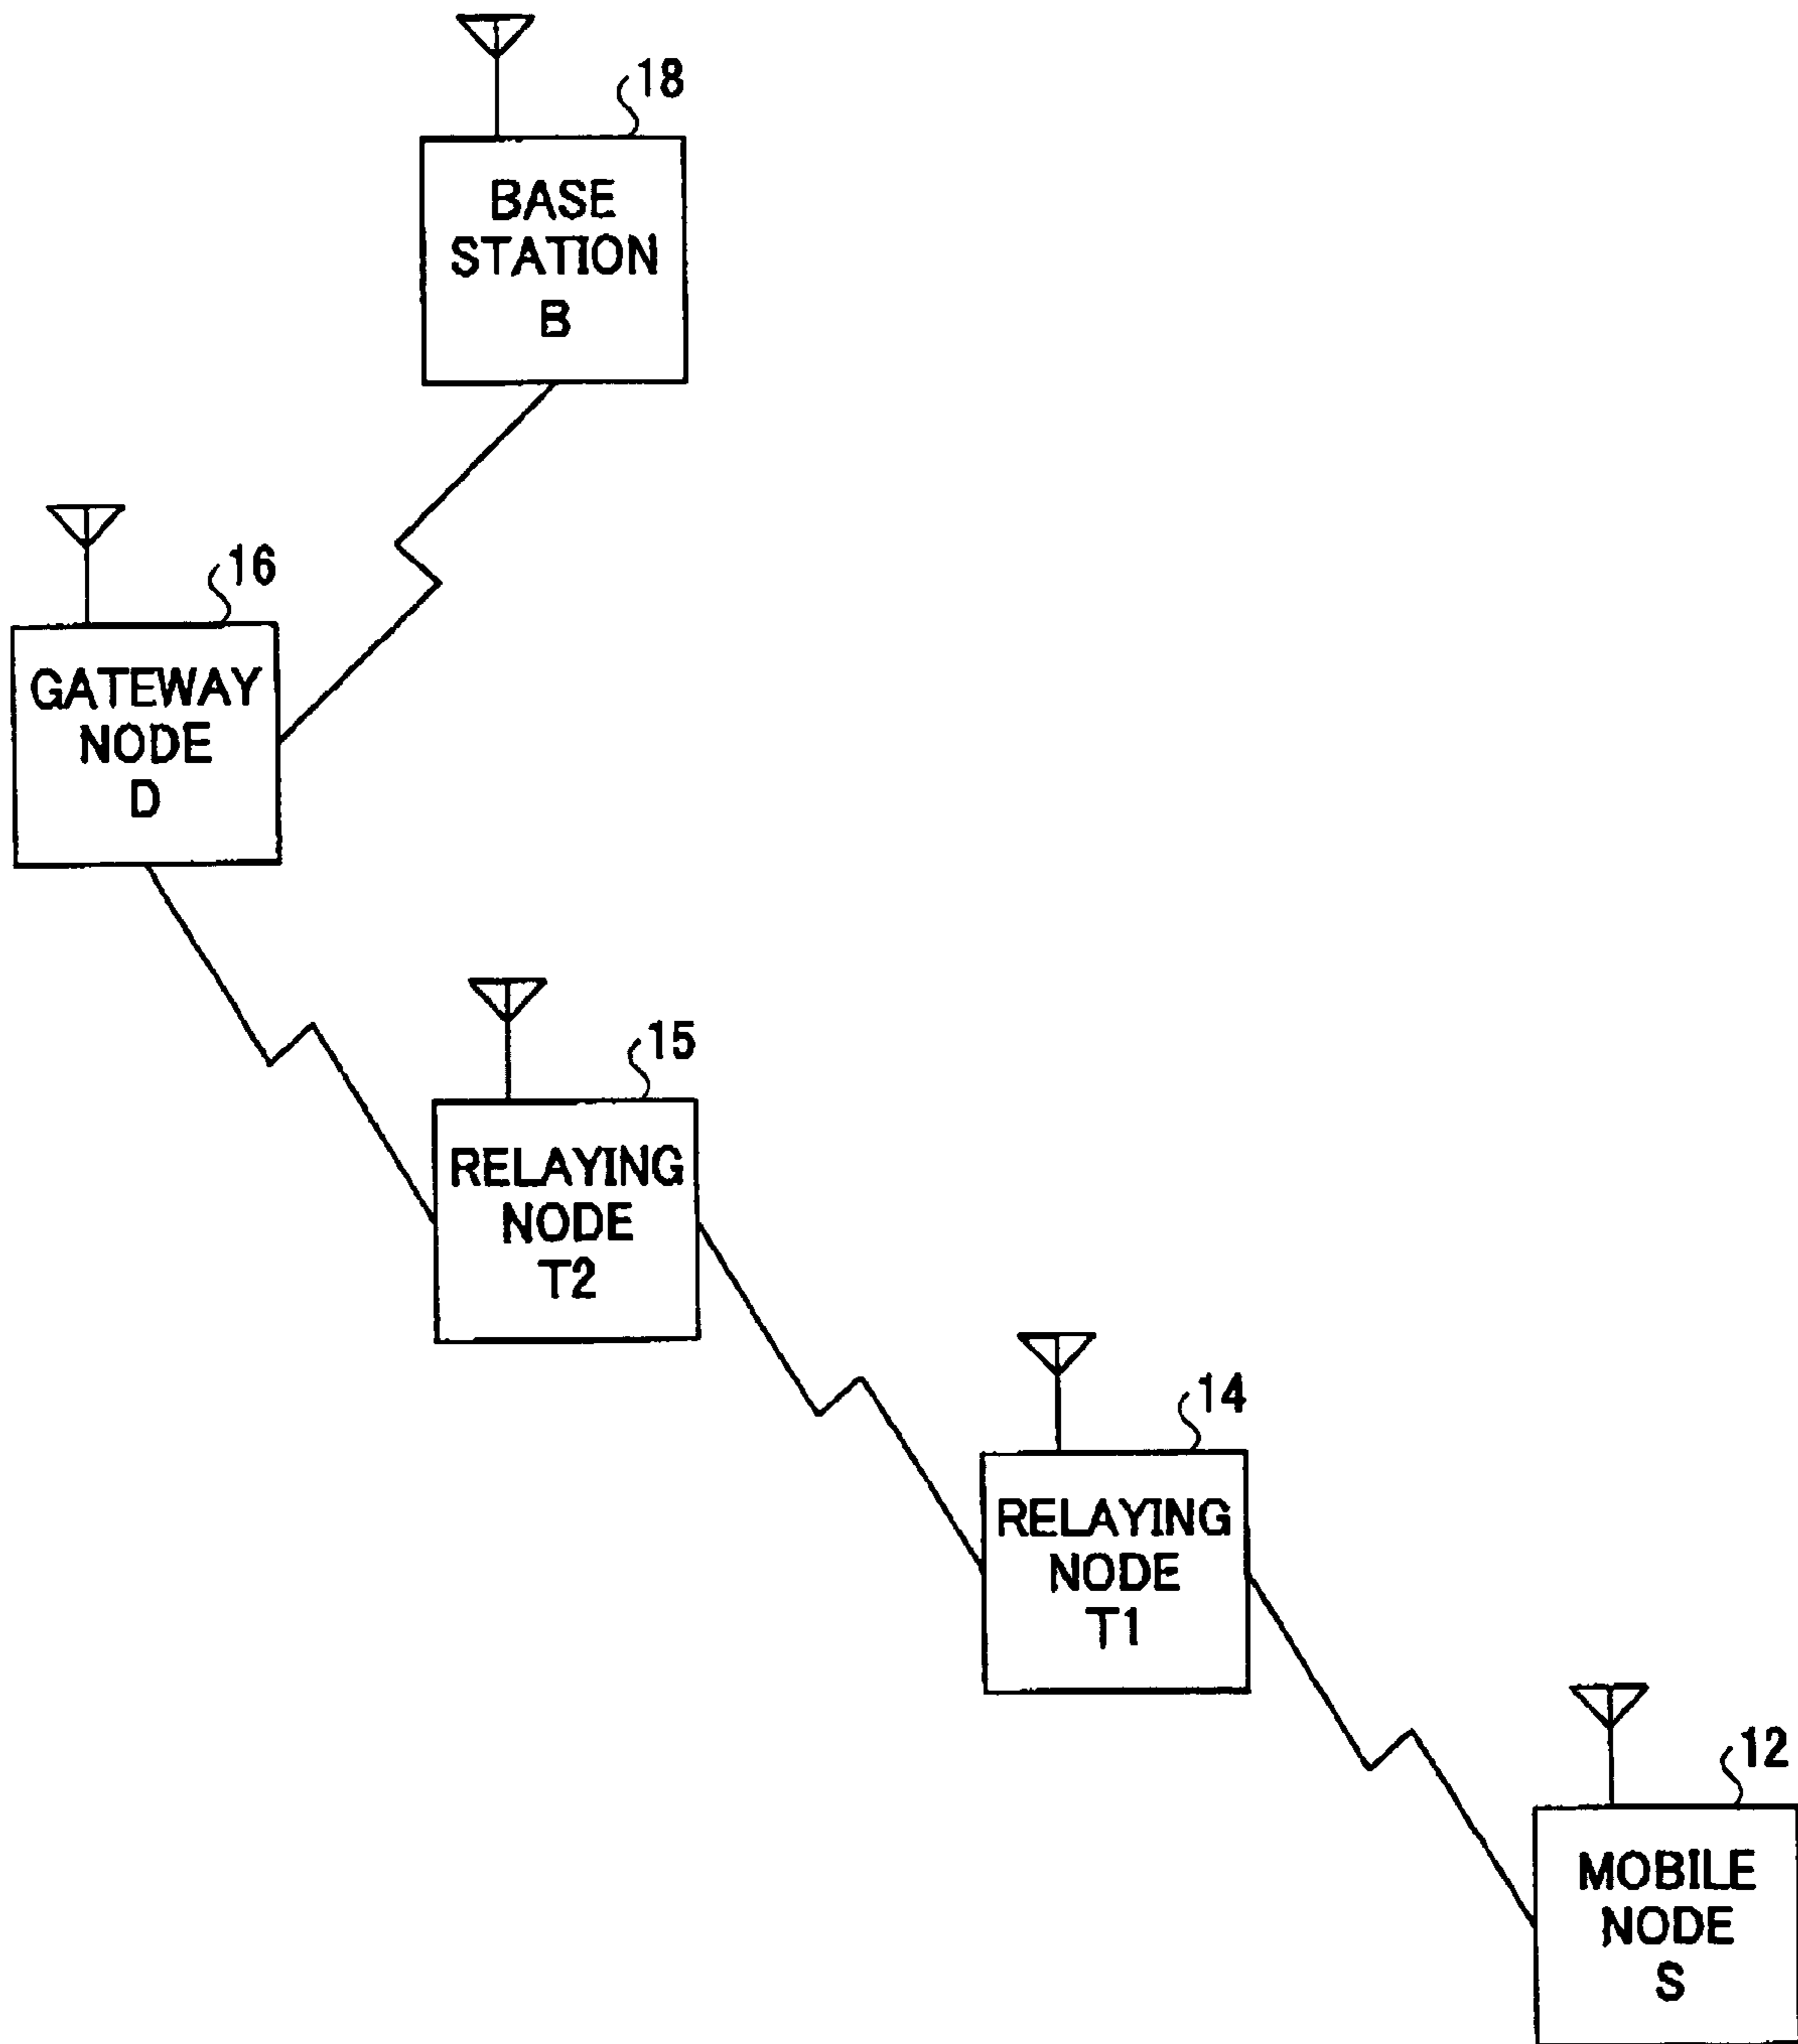 18
BASE
STATION
B
16
GATEWAY
NODE
D
15
RELAYING
NODE
T2
14
RELAYING
NODE
T1
12
MOBILE
NODE
S